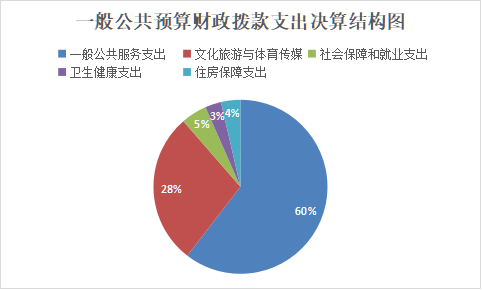 一般公共预算财政拨款支出决算结构图
一般公共服务支出 文化旅游与体育传媒 社会保障和就业支出
卫生健康支出 住房保障支出
3% 4%
5%
28%
60%